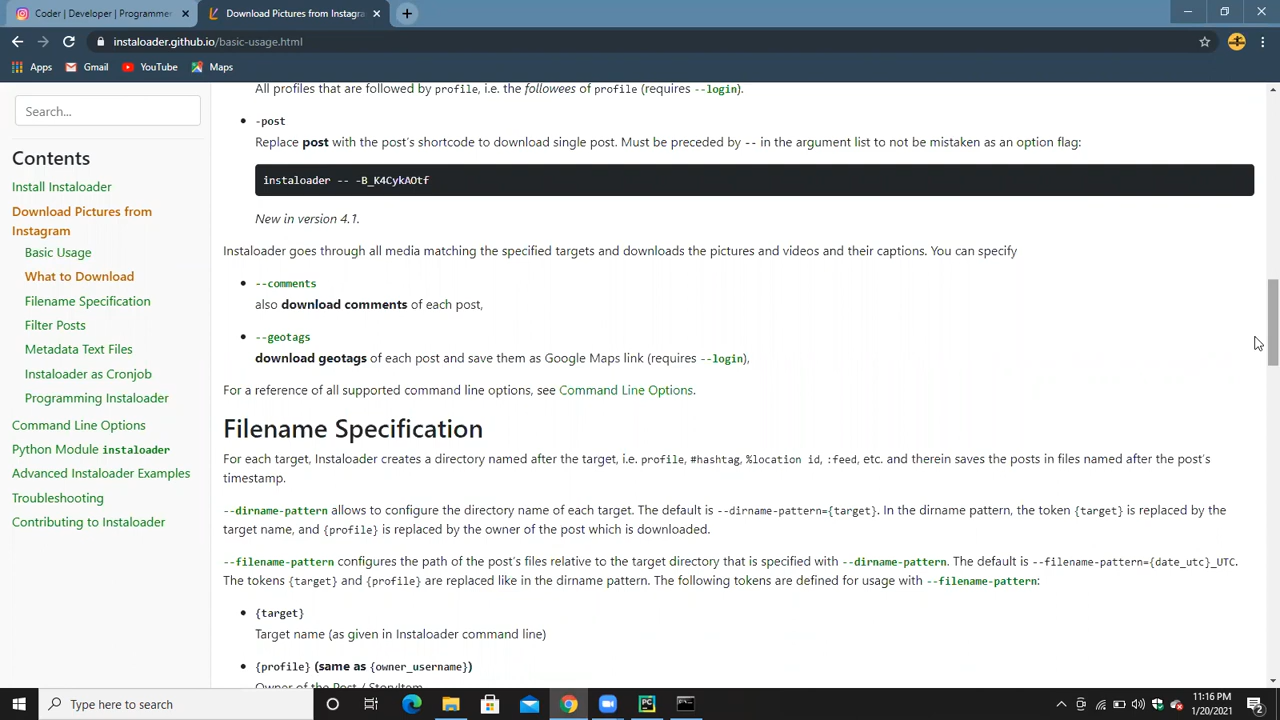 Coder | Developer | Programmer
Download Pictures from Instagra
instaloader.github.io/basic-usage.html
Apps
Gmail
YouTube
Maps
Search...
Contents
Install Instaloader
Download Pictures from
Instagram
Basic Usage
What to Download
Filename Specification
Filter Posts
Metadata Text Files
Instaloader as Cronjob
Programming Instaloader
Command Line Options
Python Module instaloader
Advanced Instaloader Examples
Troubleshooting
Contributing to Instaloader
All profiles that are followed by profile, i.e. the followees of profile (requires --login).
-post
Replace post with the post's shortcode to download single post. Must be preceded by -- in the argument list to not be mistaken as an option flag:
instaloader -- -B_K4CykAOtf
New in version 4.1.
Instaloader goes through all media matching the specified targets and downloads the pictures and videos and their captions. You can specify
--comments
also download comments of each post,
--geotags
download geotags of each post and save them as Google Maps link (requires --login),
For a reference of all supported command line options, see Command Line Options.
Filename Specification
For each target, Instaloader creates a directory named after the target, i.e. profile, #hashtag, %location id, :feed, etc. and therein saves the posts in files named after the post's
timestamp.
--dirname-pattern allows to configure the directory name of each target. The default is --dirname-pattern={target}. In the dirname pattern, the token {target} is replaced by the
target name, and {profile} is replaced by the owner of the post which is downloaded.
--filename-pattern configures the path of the post's files relative to the target directory that is specified with --dirname-pattern. The default is --filename-pattern={date_utc}_UTC.
The tokens {target} and {profile} are replaced like in the dirname pattern. The following tokens are defined for usage with --filename-pattern:
{target}
Target name (as given in Instaloader command line)
{profile} (same as {owner_username})
Owner of the Post / StoryItem.
Type here to search
11:16 PM
1/20/2021
2